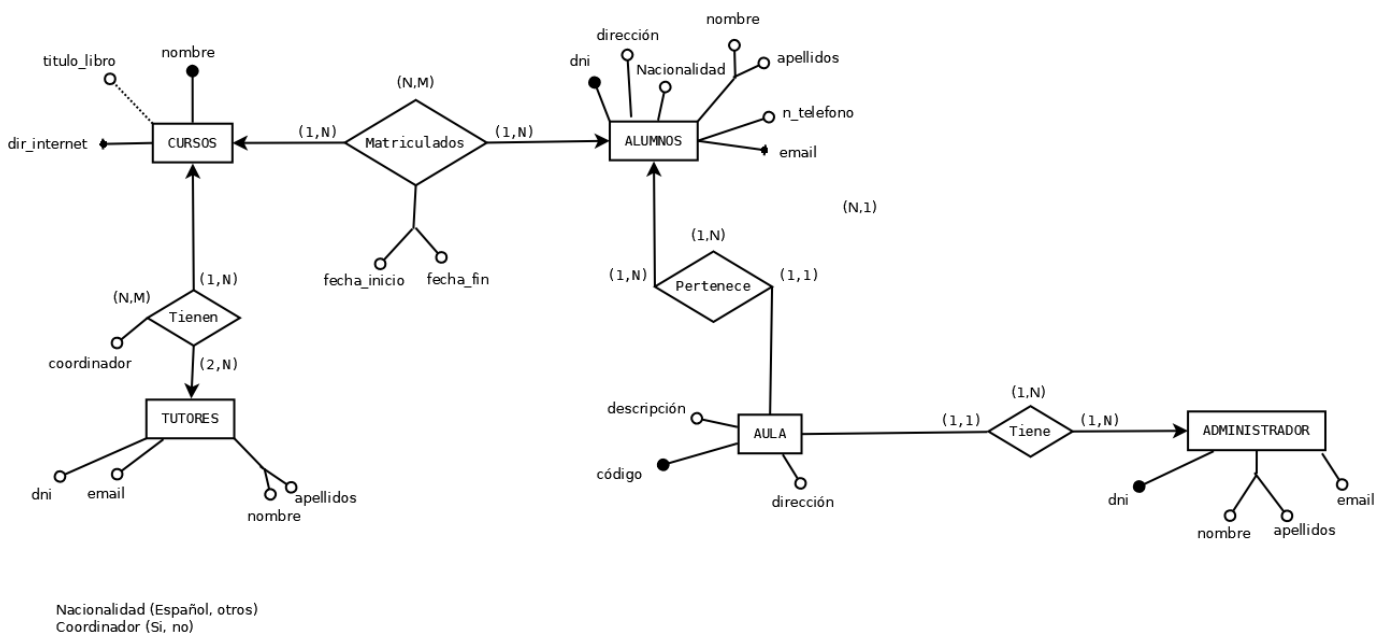 nombre
dirección
nombre
titulo_libro
dni
apellidos
Nacionalidad
(N,M)
n_telefono
dir_internet
CURSOS
(1,N)
Matriculados
(1,N)
ALUMNOS
email
(N,1)
(1,N)
fecha_inicio
fecha_fin
(1,N)
(1,N)
Pertenece
(1,1)
(N,M)
Tienen
coordinador
(2,N)
TUTORES
descripción
(1,N)
AULA
(1,1)
Tiene
(1,N)
ADMINISTRADOR
código
dni
email
apellidos
nombre
dirección
dni
email
nombre
apellidos
Nacionalidad (Español, otros)
Coordinador (Si, no)